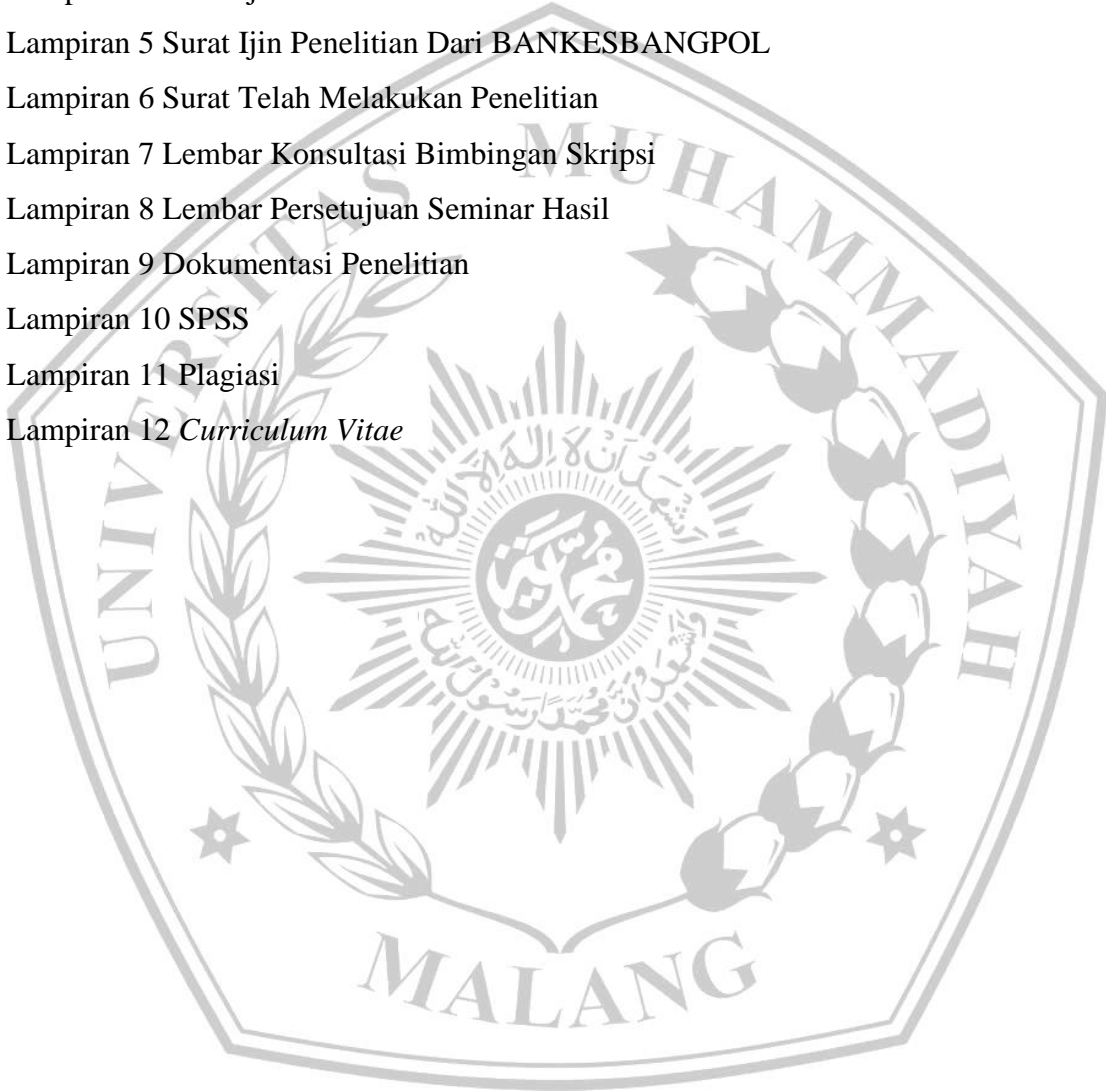 Lampiran 5 Surat Ijin Penelitian Dari BANKESBANGPOL
Lampiran 6 Surat Telah Melakukan Penelitian
Lampiran 7 Lembar Konsultasi Bimbingan Skripsi
Lampiran 8 Lembar Persetujuan Seminar Hasil
Lampiran 9 Dokumentasi Penelitian
Lampiran 10 SPSS
Lampiran 11 Plagiasi
Lampiran 12 Curriculum Vitae
UNIVERSITAS MUHAMMADIYAH
MALANG